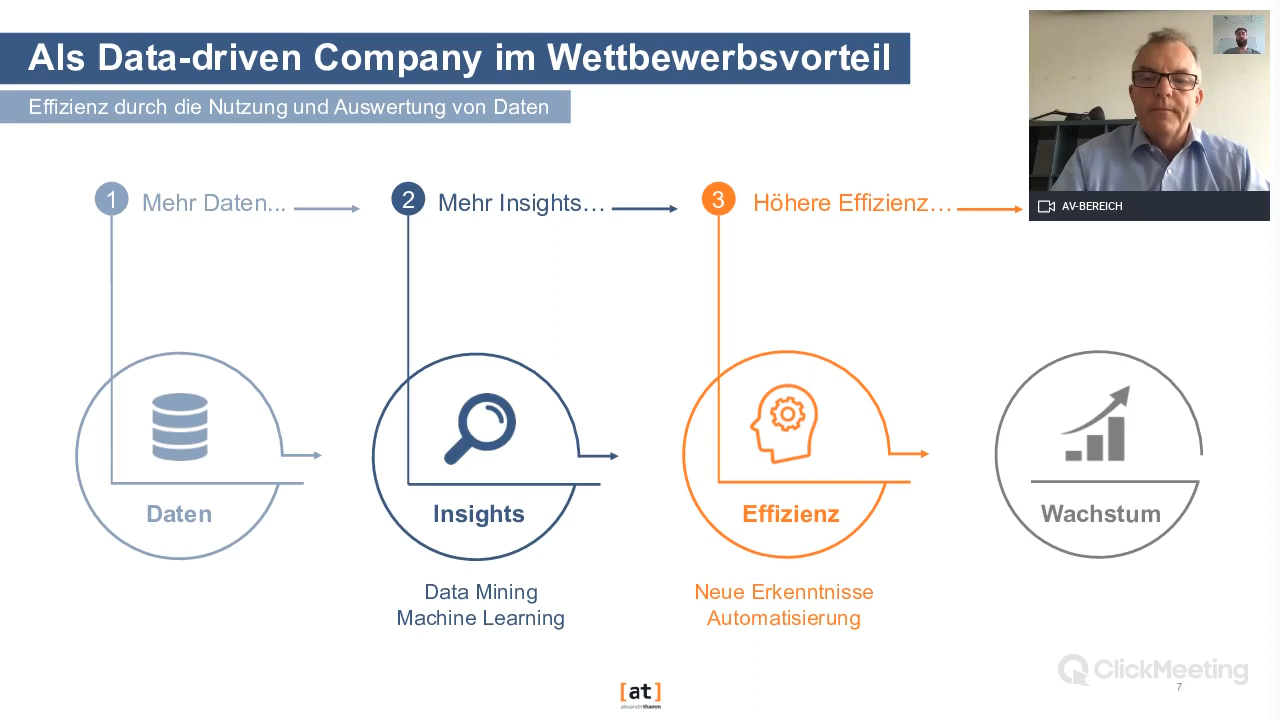 Als Data-driven Company im Wettbewerbsvorteil
Effizienz durch die Nutzung und Auswertung von Daten
1 Mehr Daten...
2 Mehr Insights…
3 Höhere Effizienz…
AV-BEREICH
Daten
Insights
Effizienz
Wachstum
Data Mining
Machine Learning
Neue Erkenntnisse
Automatisierung
ClickMeeting
[at]
alexanderthamm
7